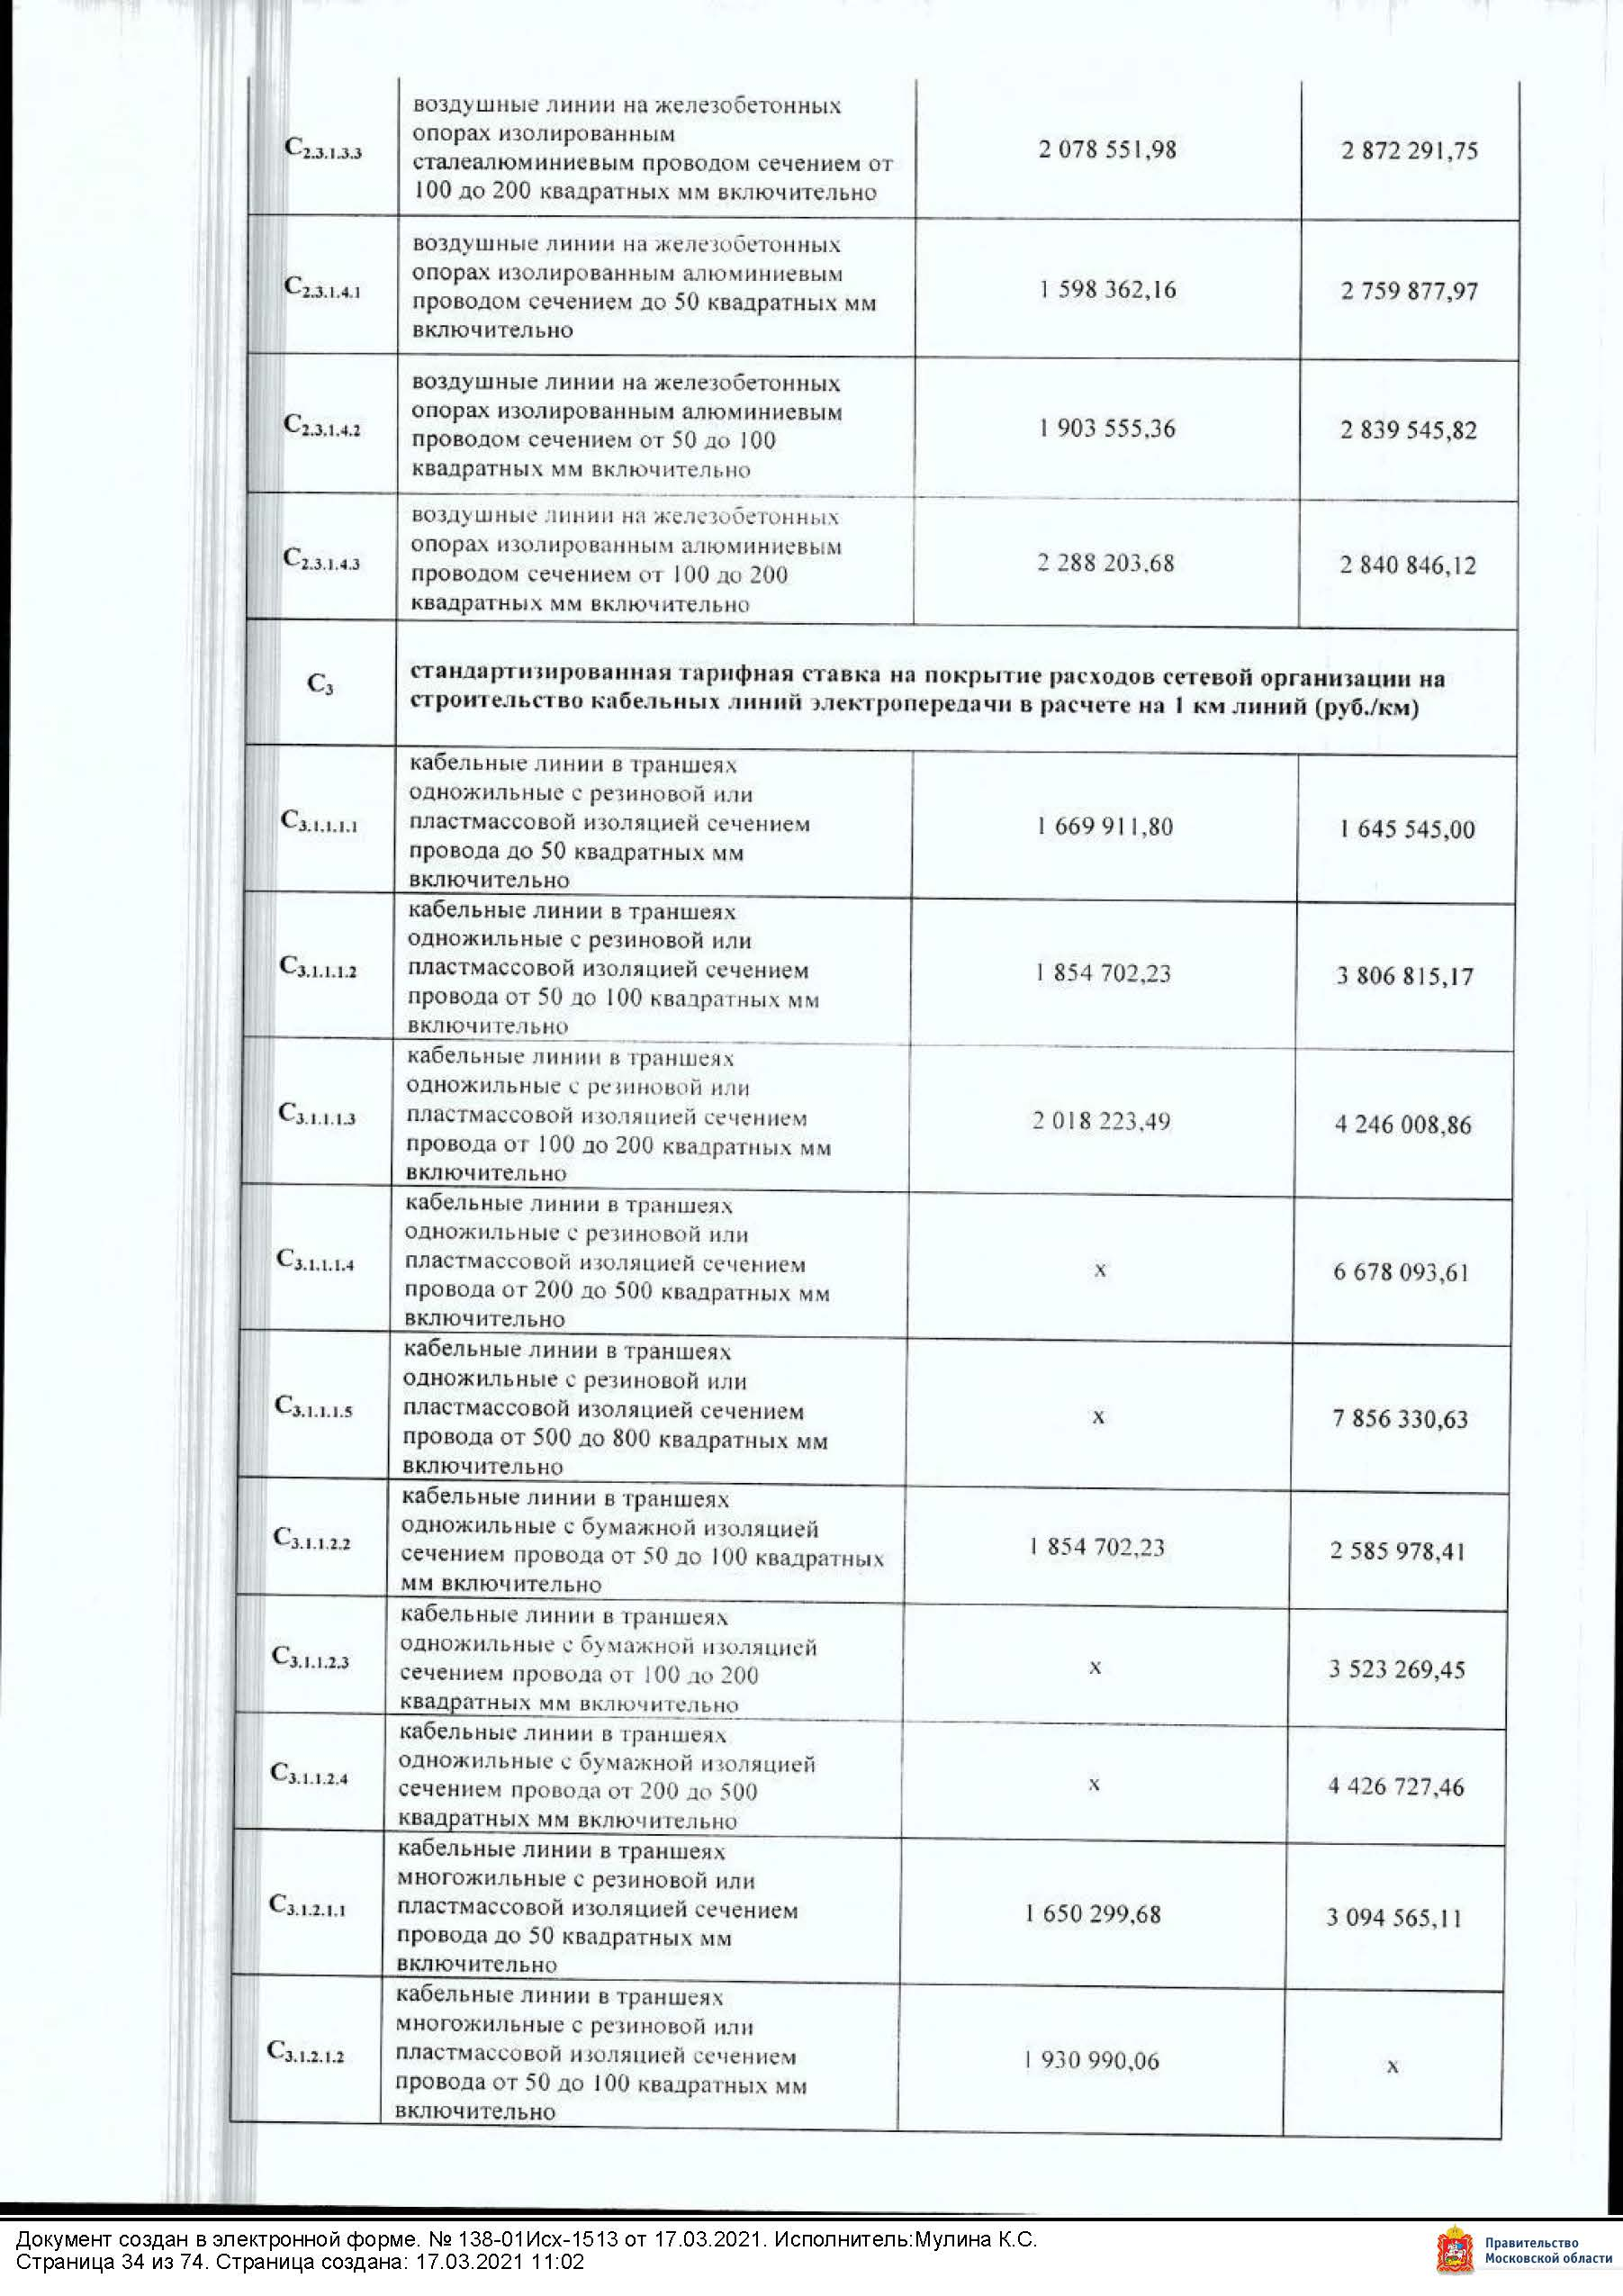 С2.3.1.3.3
воздушные линии на железобетонных
опорах изолированным
сталеалюминиевым проводом сечением от
100 до 200 квадратных мм включительно
2 078 551,98
2 872 291,75
С2.3.1.4.1
воздушные линии на железобетонных
опорах изолированным алюминиевым
проводом сечением до 50 квадратных мм
включительно
1 598 362,16
2 759 877,97
С2.3.1.4.2
воздушные линии на железобетонных
опорах изолированным алюминиевым
проводом сечением от 50 до 100
квадратных мм включительно
1 903 555,36
2 839 545,82
С2.3.1.4.3
воздушные линии на железобетонных
опорах изолированным алюминиевым
проводом сечением от 100 до 200
квадратных мм включительно
2 288 203,68
2 840 846,12
С3
стандартизированная тарифная ставка на покрытие расходов сетевой организации на
строительство кабельных линий электропередачи в расчете на 1 км линий (руб./км)
С3.1.1.1.1
кабельные линии в траншеях
одножильные с резиновой или
пластмассовой изоляцией сечением
провода до 50 квадратных мм
включительно
1 669 911,80
1 645 545,00
С3.1.1.1.2
кабельные линии в траншеях
одножильные с резиновой или
пластмассовой изоляцией сечением
провода от 50 до 100 квадратных мм
включительно
1 854 702,23
3 806 815,17
С3.1.1.1.3
кабельные линии в траншеях
одножильные с резиновой или
пластмассовой изоляцией сечением
провода от 100 до 200 квадратных мм
включительно
2 018 223,49
4 246 008,86
С3.1.1.1.4
кабельные линии в траншеях
одножильные с резиновой или
пластмассовой изоляцией сечением
провода от 200 до 500 квадратных мм
включительно
х
6 678 093,61
С3.1.1.1.5
кабельные линии в траншеях
одножильные с резиновой или
пластмассовой изоляцией сечением
провода от 500 до 800 квадратных мм
включительно
х
7 856 330,63
С3.1.1.2.2
кабельные линии в траншеях
одножильные с бумажной изоляцией
сечением провода от 50 до 100 квадратных
мм включительно
1 854 702,23
2 585 978,41
С3.1.1.2.3
кабельные линии в траншеях
одножильные с бумажной изоляцией
сечением провода от 100 до 200
квадратных мм включительно
х
3 523 269,45
С3.1.1.2.4
кабельные линии в траншеях
одножильные с бумажной изоляцией
сечением провода от 200 до 500
квадратных мм включительно
х
4 426 727,46
С3.1.2.1.1
кабельные линии в траншеях
многожильные с резиновой или
пластмассовой изоляцией сечением
провода до 50 квадратных мм
включительно
1 650 299,68
3 094 565,11
С3.1.2.1.2
кабельные линии в траншеях
многожильные с резиновой или
пластмассовой изоляцией сечением
провода от 50 до 100 квадратных мм
включительно
1 930 990,06
х
Документ создан в электронной форме. № 138-01Исх-1513 от 17.03.2021. Исполнитель:Мулина К.С.
Страница 34 из 74. Страница создана: 17.03.2021 11:02
Правительство
Московской области